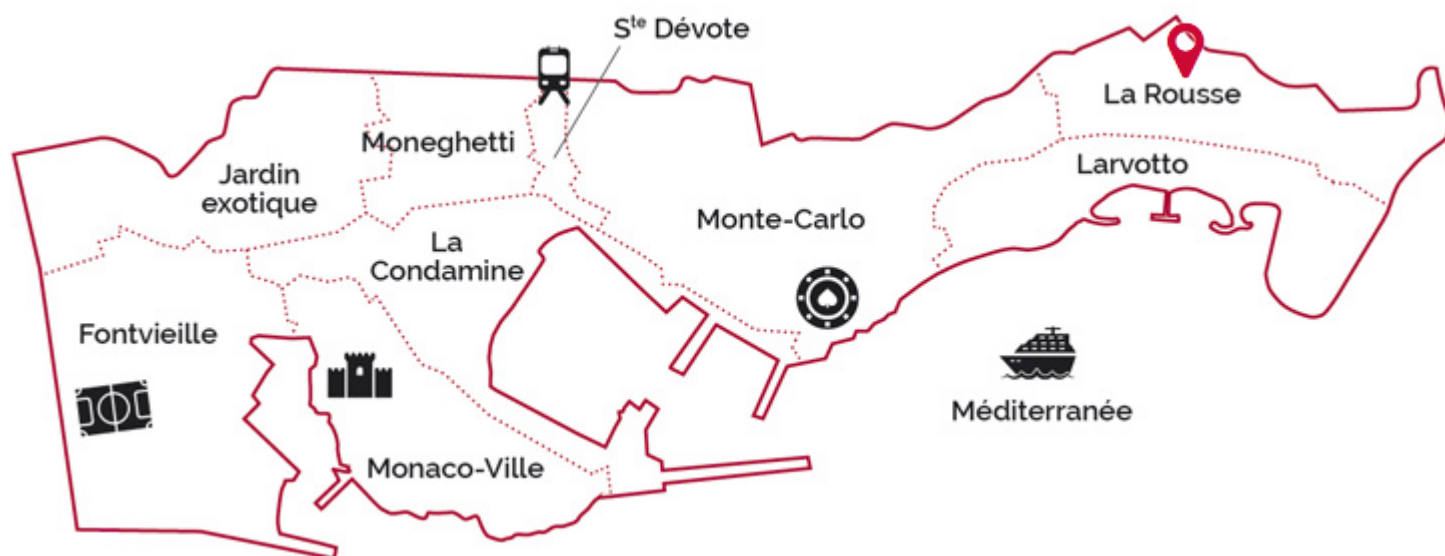 Sᵗᵉ Dévote
La Rousse
Moneghetti
Larvotto
Jardin
exotique
Monte-Carlo
La
Condamine
Fontvieille
Méditerranée
Monaco-Ville